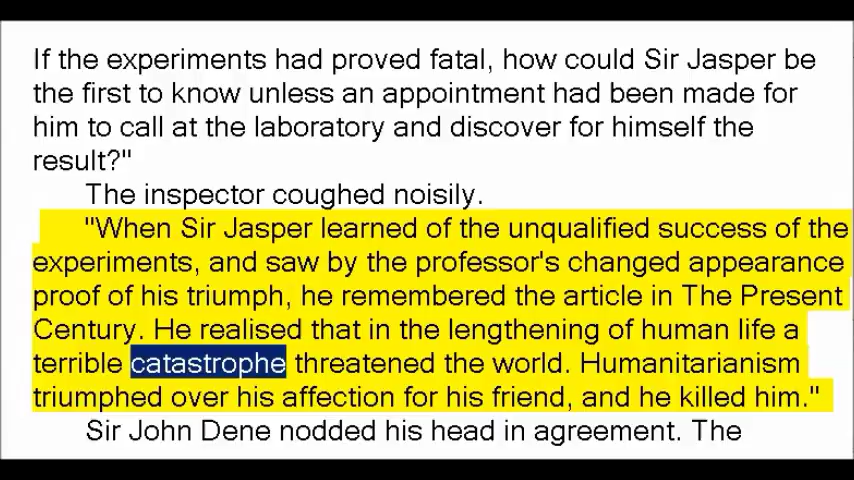 If the experiments had proved fatal, how could Sir Jasper be
the first to know unless an appointment had been made for
him to call at the laboratory and discover for himself the
result?"
The inspector coughed noisily.
"When Sir Jasper learned of the unqualified success of the
experiments, and saw by the professor's changed appearance
proof of his triumph, he remembered the article in The Present
Century. He realised that in the lengthening of human life a
terrible catastrophe threatened the world. Humanitarianism
triumphed over his affection for his friend, and he killed him."
Sir John Dene nodded his head in agreement. The